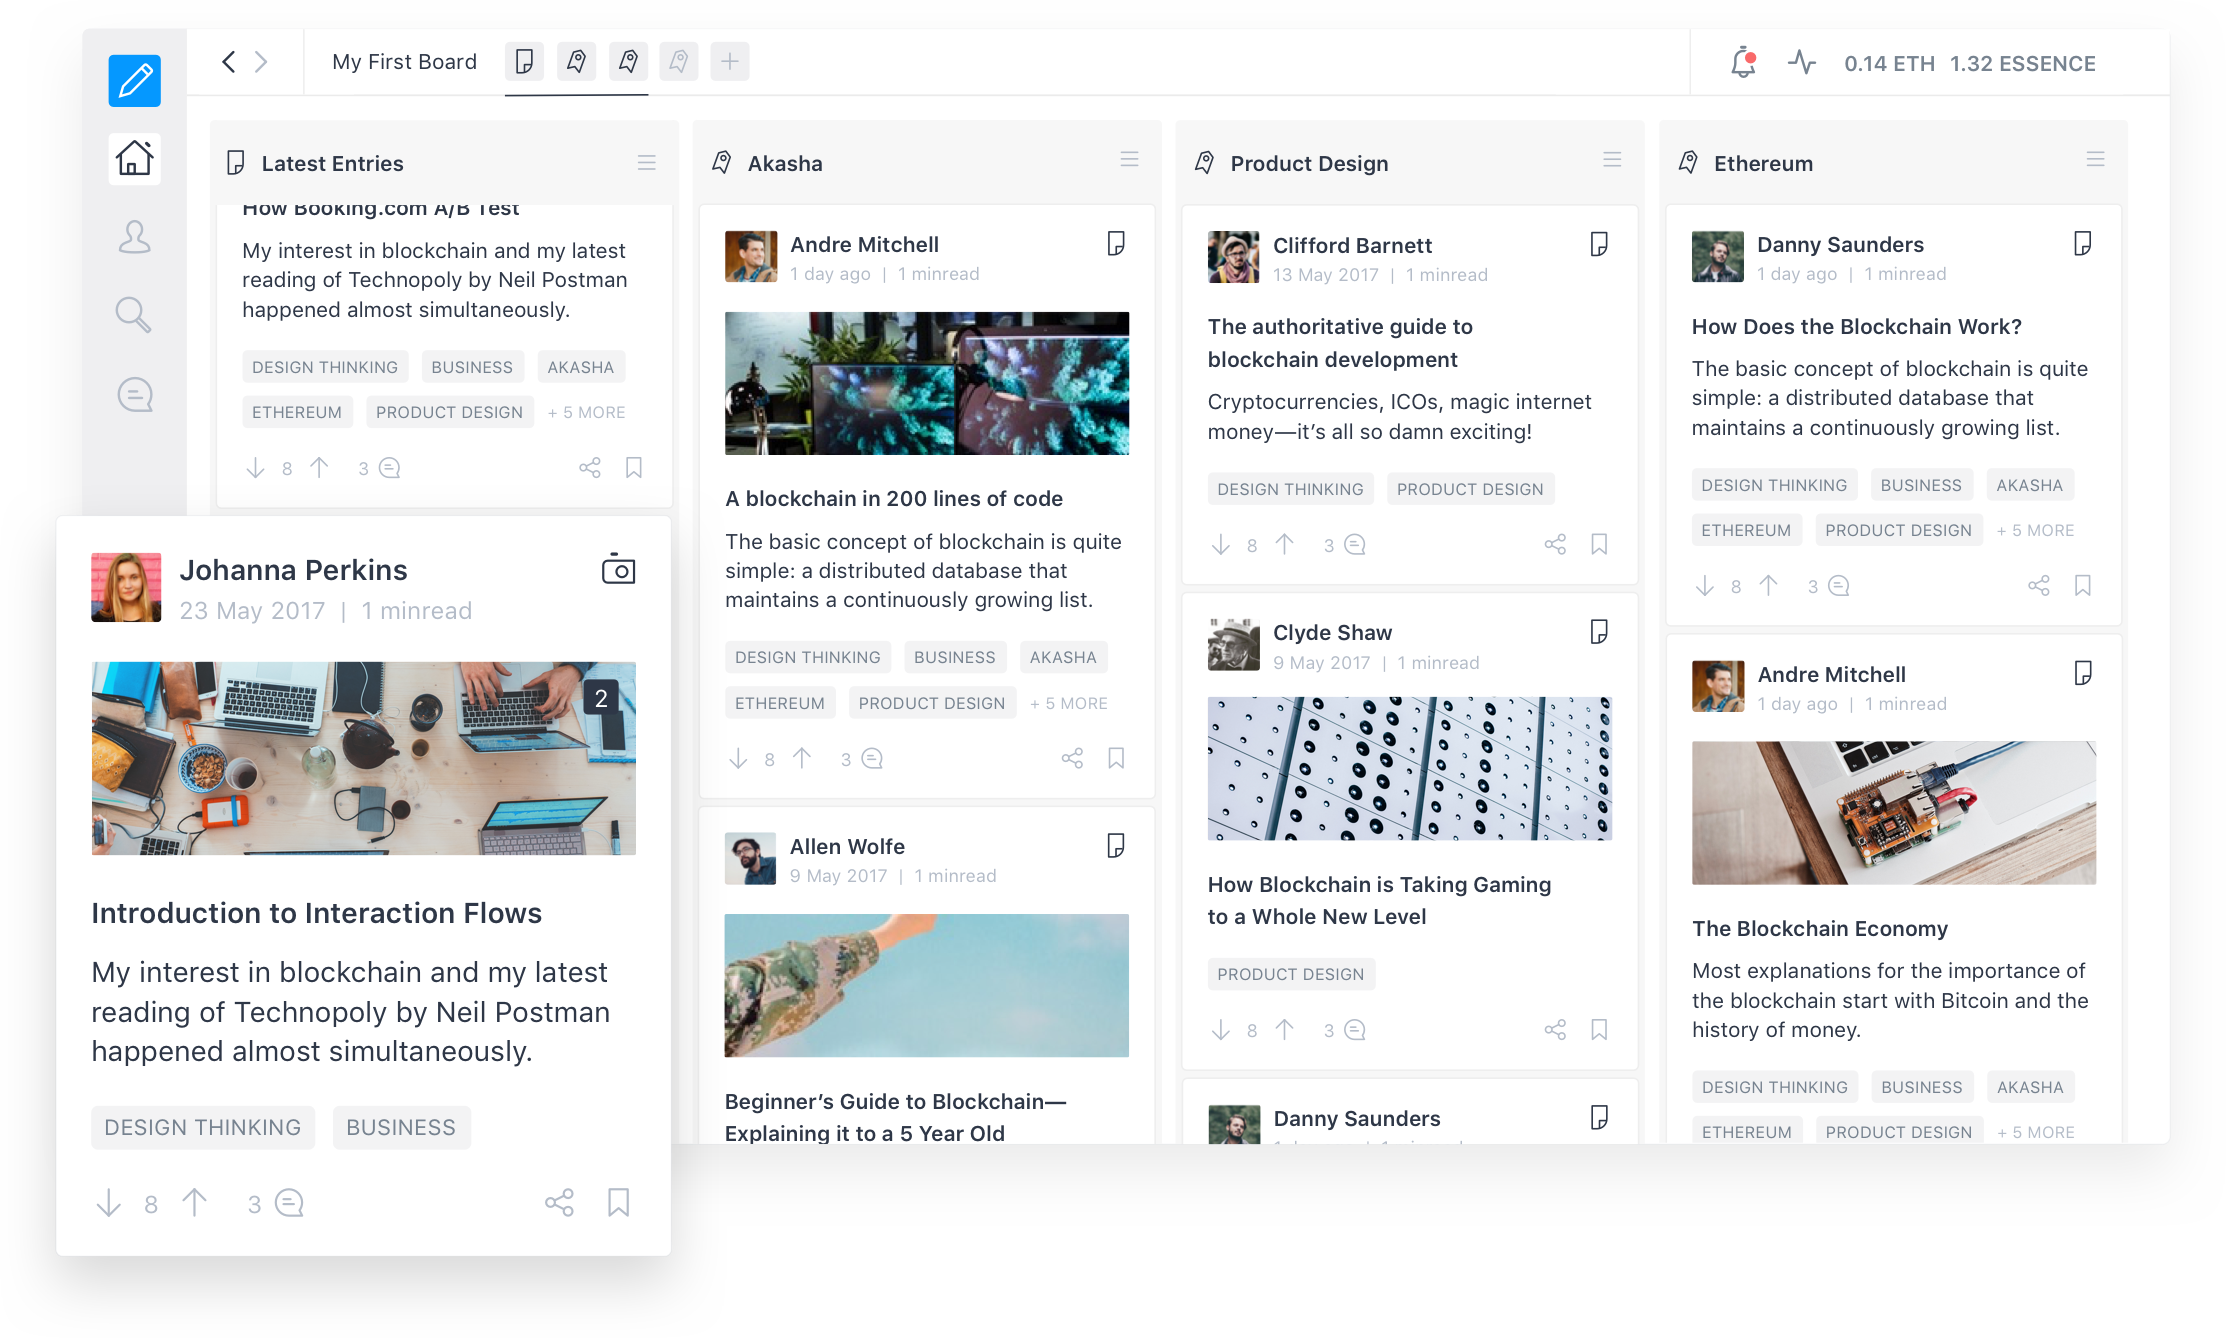 My First Board
0.14 ETH 1.32 ESSENCE
Latest Entries
How Booking.com A/B Test
My interest in blockchain and my latest
reading of Technopoly by Neil Postman
happened almost simultaneously.
DESIGN THINKING BUSINESS AKASHA
ETHEREUM PRODUCT DESIGN + 5 MORE
8 3
Johanna Perkins
23 May 2017 | 1 minread
2
Introduction to Interaction Flows
My interest in blockchain and my latest
reading of Technopoly by Neil Postman
happened almost simultaneously.
DESIGN THINKING BUSINESS
8 3
Akasha
Andre Mitchell
1 day ago | 1 minread
A blockchain in 200 lines of code
The basic concept of blockchain is quite
simple: a distributed database that
maintains a continuously growing list.
DESIGN THINKING BUSINESS AKASHA
ETHEREUM PRODUCT DESIGN + 5 MORE
8 3
Allen Wolfe
9 May 2017 | 1 minread
Beginner’s Guide to Blockchain—
Explaining it to a 5 Year Old
Product Design
Clifford Barnett
13 May 2017 | 1 minread
The authoritative guide to
blockchain development
Cryptocurrencies, ICOs, magic internet
money—it’s all so damn exciting!
DESIGN THINKING PRODUCT DESIGN
8 3
Clyde Shaw
9 May 2017 | 1 minread
How Blockchain is Taking Gaming
to a Whole New Level
PRODUCT DESIGN
8 3
Danny Saunders
Ethereum
Danny Saunders
1 day ago | 1 minread
How Does the Blockchain Work?
The basic concept of blockchain is quite
simple: a distributed database that
maintains a continuously growing list.
DESIGN THINKING BUSINESS AKASHA
ETHEREUM PRODUCT DESIGN + 5 MORE
8 3
Andre Mitchell
1 day ago | 1 minread
The Blockchain Economy
Most explanations for the importance of
the blockchain start with Bitcoin and the
history of money.
DESIGN THINKING BUSINESS AKASHA
ETHEREUM PRODUCT DESIGN + 5 MORE